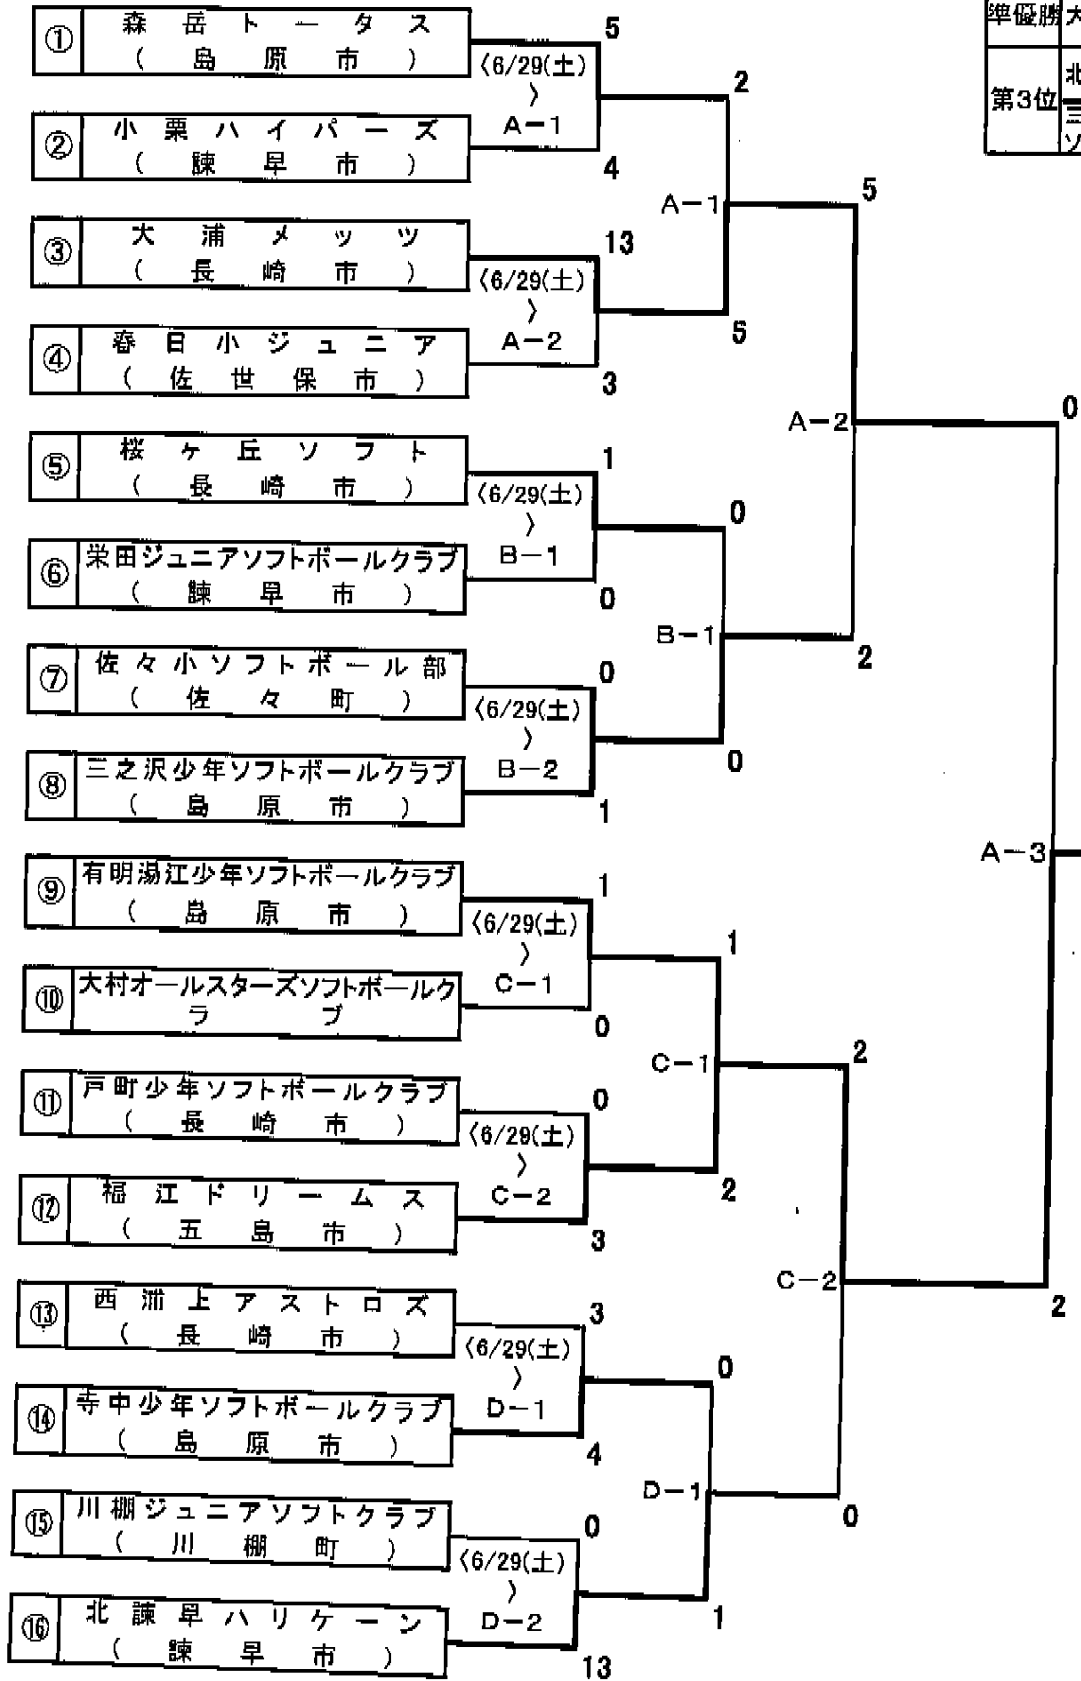 準優勝 大
第3位 北
三
ソ
① 森岳トータス
(島原市)
5
〈6/29(土)
〉
A-1
② 小栗ハイパーズ
(諫早市)
4
2
A-1
③ 大浦メッツ
(長崎市)
13
〈6/29(土)
〉
A-2
④ 春日小ジュニア
(佐世保市)
3
5
5
A-2
⑤ 桜ヶ丘ソフト
(長崎市)
1
〈6/29(土)
〉
B-1
⑥ 栄田ジュニアソフトボールクラブ
(諫早市)
0
0
B-1
⑦ 佐々小ソフトボール部
(佐々町)
0
〈6/29(土)
〉
B-2
⑧ 三之沢少年ソフトボールクラブ
(島原市)
1
0
2
0
A-3
⑨ 有明湯江少年ソフトボールクラブ
(島原市)
1
〈6/29(土)
〉
C-1
⑩ 大村オールスターズソフトボールク
ラブ
0
1
C-1
⑪ 戸町少年ソフトボールクラブ
(長崎市)
0
〈6/29(土)
〉
C-2
⑫ 福江ドリームス
(五島市)
3
2
2
C-2
⑬ 西浦上アストロズ
(長崎市)
3
〈6/29(土)
〉
D-1
⑭ 寺中少年ソフトボールクラブ
(島原市)
4
0
D-1
⑮ 川棚ジュニアソフトクラブ
(川棚町)
0
〈6/29(土)
〉
D-2
⑯ 北諫早ハリケーン
(諫早市)
13
1
0
2